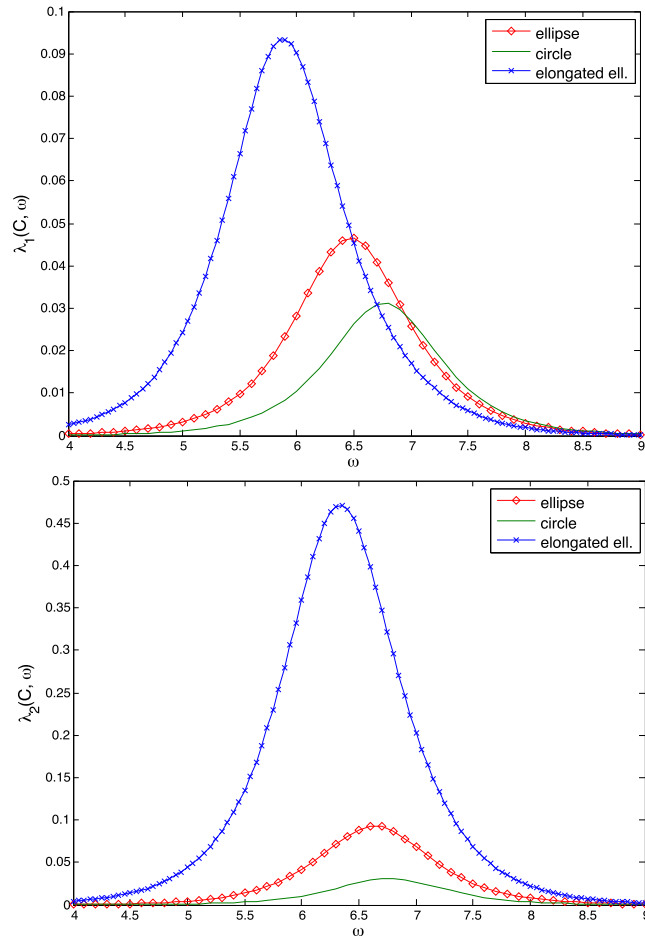 0.1
0.09
0.08
0.07
0.06
0.05
0.04
0.03
0.02
0.01
0
λ1(C, ω)
ellipse
circle
elongated ell.
4 4.5 5 5.5 6 6.5 7 7.5 8 8.5 9
ω
0.5
0.45
0.4
0.35
0.3
0.25
0.2
0.15
0.1
0.05
0
λ2(C, ω)
ellipse
circle
elongated ell.
4 4.5 5 5.5 6 6.5 7 7.5 8 8.5 9
ω